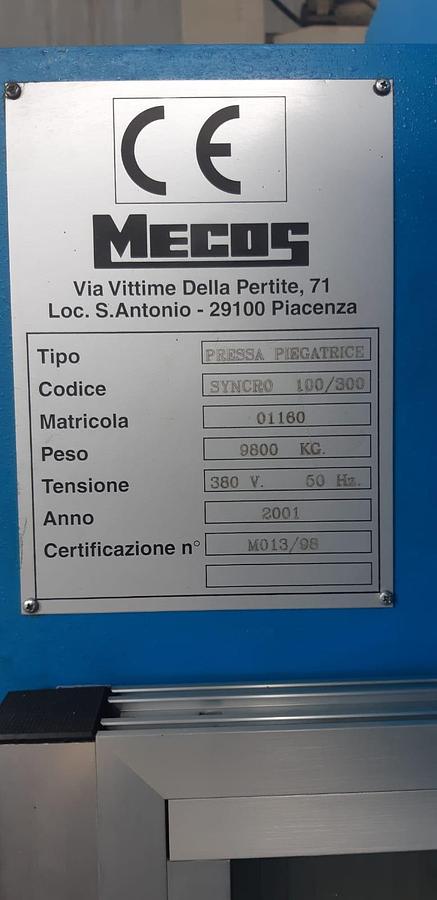 CE
MECOS
Via Vittime Della Pertite, 71
Loc. S.Antonio - 29100 Piacenza
Tipo PRESSA PIEGATRICE
Codice SYNCRO 100/300
Matricola 01160
Peso 9800 KG.
Tensione 380 V. 50 Hz.
Anno 2001
Certificazione n° M013/98